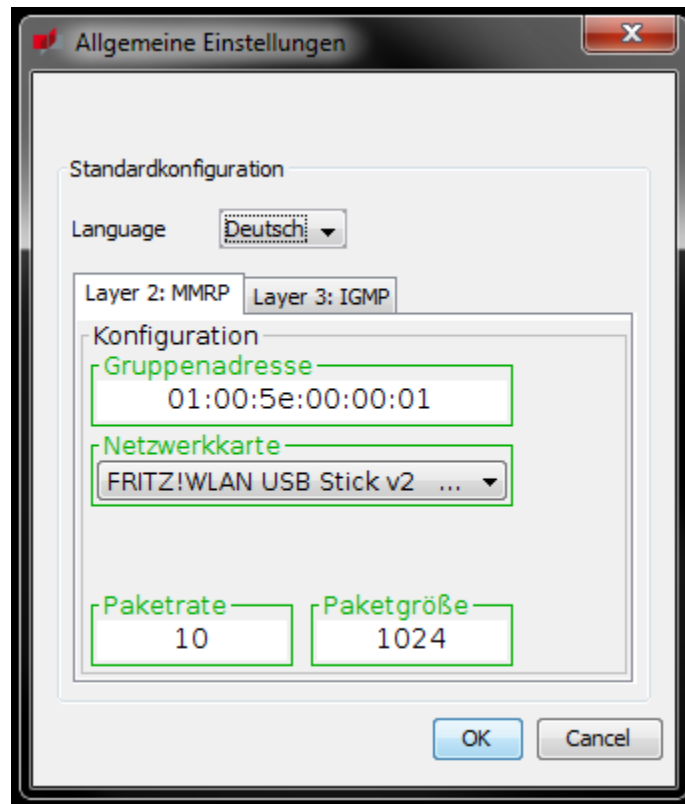 Allgemeine Einstellungen
Standardkonfiguration
Language Deutsch
Layer 2: MMRP Layer 3: IGMP
Konfiguration
Gruppenadresse
01:00:5e:00:00:01
Netzwerkkarte
FRITZ!WLAN USB Stick v2 ...
Paketrate Paketgröße
10 1024
OK Cancel